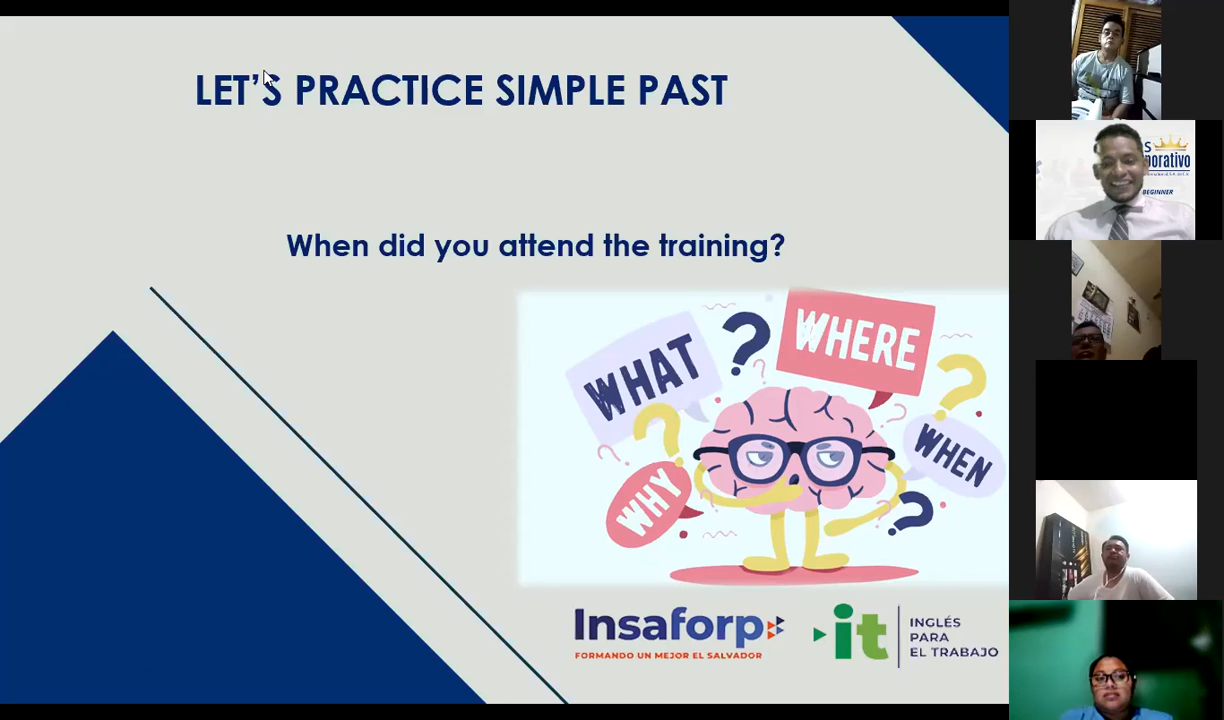 LET'S PRACTICE SIMPLE PAST
When did you attend the training?
WHAT
WHERE
WHEN
WHY
Insaforp
FORMANDO UN MEJOR EL SALVADOR
it
INGLÉS
PARA
EL TRABAJO
S
porativo
BEGINNER